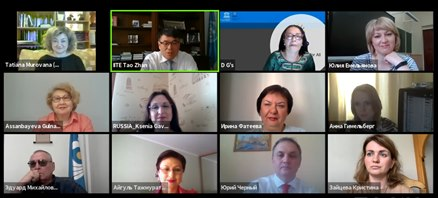 Tatiana Murovana (...
IITE Tao Zhan
D G's
Юлия Емельянова
Assanbayeva Gulna...
RUSSIA_Ksenia Gav...
Ирина Фатеева
Анна Гимельберг
Эдуард Михайлов...
Айгуль Тажмурат...
Юрий Черный
Зайцева Кристина